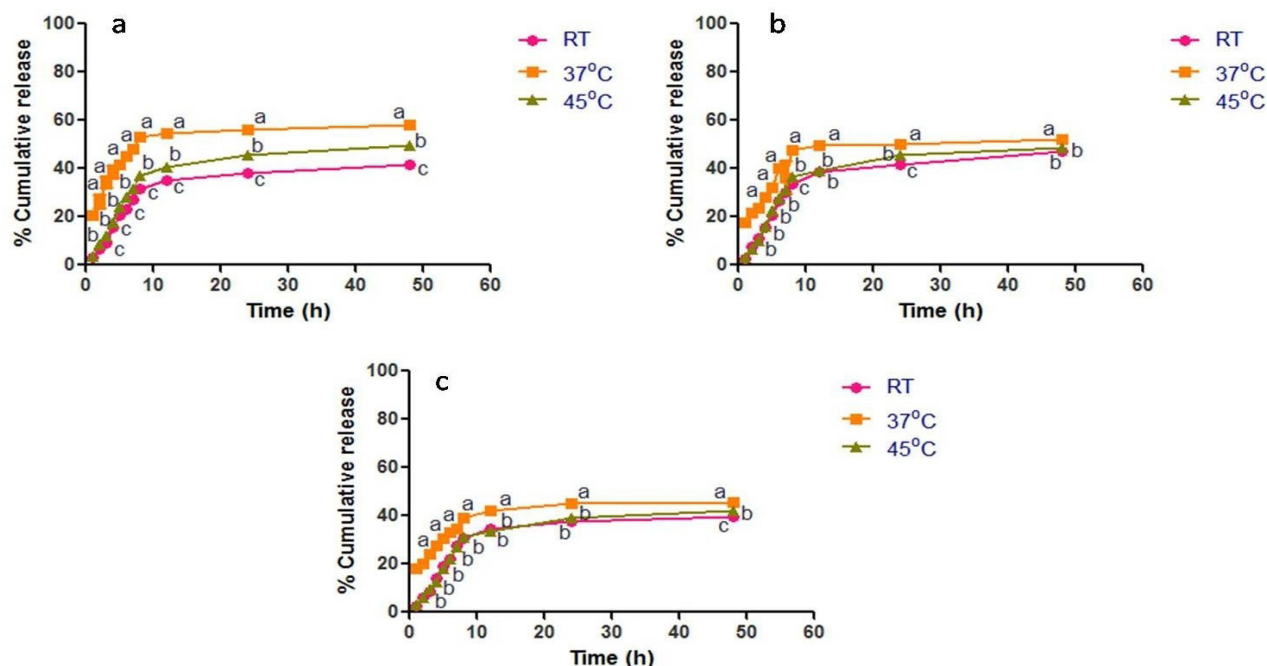 a
% Cumulative release
100
80
60
40
20
0
a a a a a a a a a a
b b b b b b b b
c c c c c c c
0 10 20 30 40 50 60
Time (h)
RT
37°C
45°C
b
% Cumulative release
100
80
60
40
20
0
a a a a a a a
b b b b b b b b b b
c c
0 10 20 30 40 50 60
Time (h)
RT
37°C
45°C
c
% Cumulative release
100
80
60
40
20
0
a a a a a a a
b b b b b b b b b b
c
0 10 20 30 40 50 60
Time (h)
RT
37°C
45°C